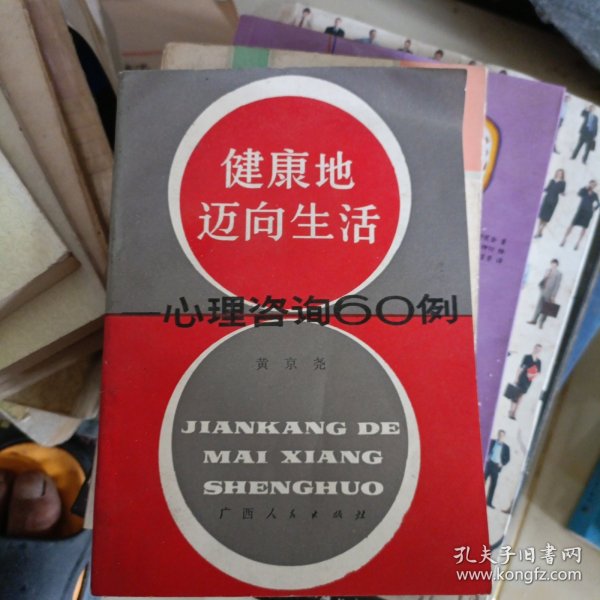 健康地
迈向生活
一心理咨询60例
黄京尧
JIANKANG DE
MAI XIANG
SHENGHUO
广西人民出版社
孔夫子旧书网
www.kongfz.com